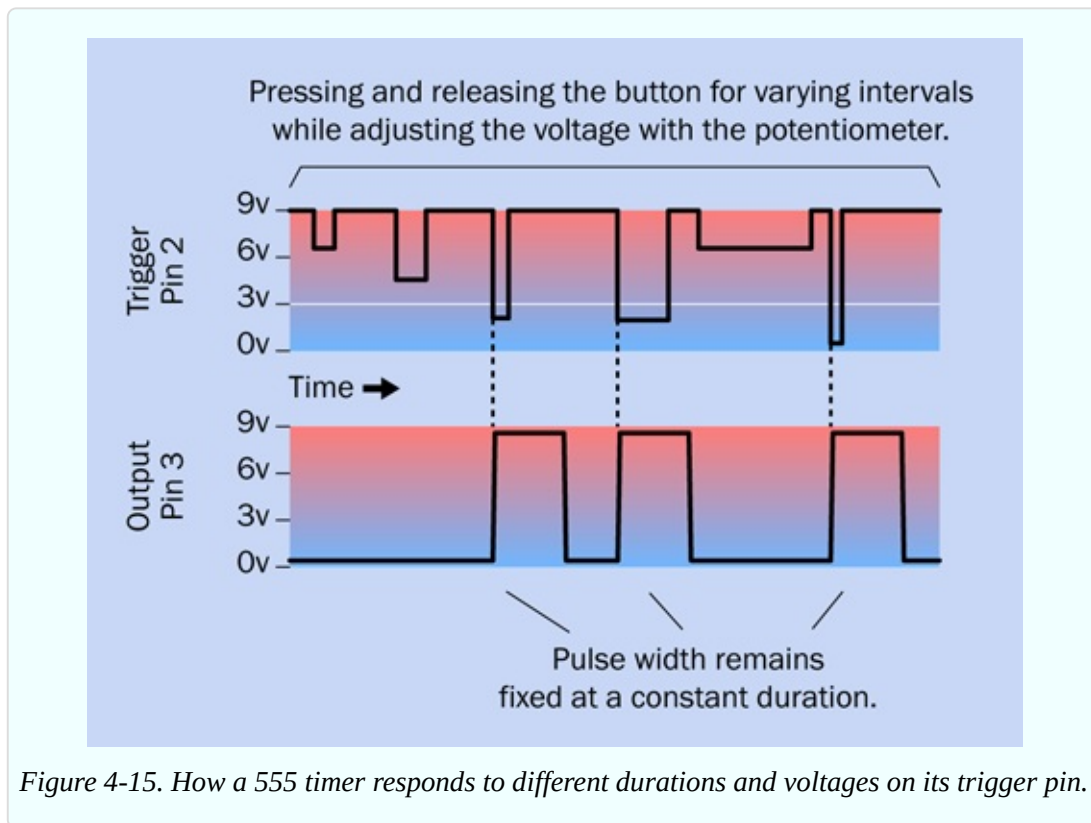 Pressing and releasing the button for varying intervals
while adjusting the voltage with the potentiometer.
Trigger
Pin 2
9v
6v
3v
0v
Time
Output
Pin 3
9v
6v
3v
0v
Pulse width remains
fixed at a constant duration.
Figure 4-15. How a 555 timer responds to different durations and voltages on its trigger pin.